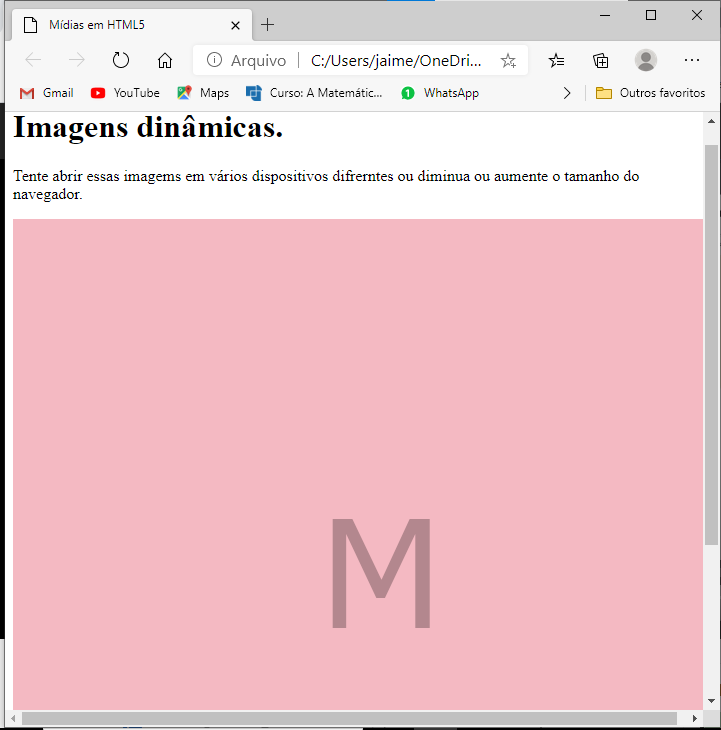 Mídias em HTML5
Arquivo | C:/Users/jaime/OneDri...
Gmail YouTube Maps Curso: A Matemátic... WhatsApp Outros favoritos
Imagens dinâmicas.
Tente abrir essas imagems em vários dispositivos difrerntes ou diminua ou aumente o tamanho do
navegador.
M